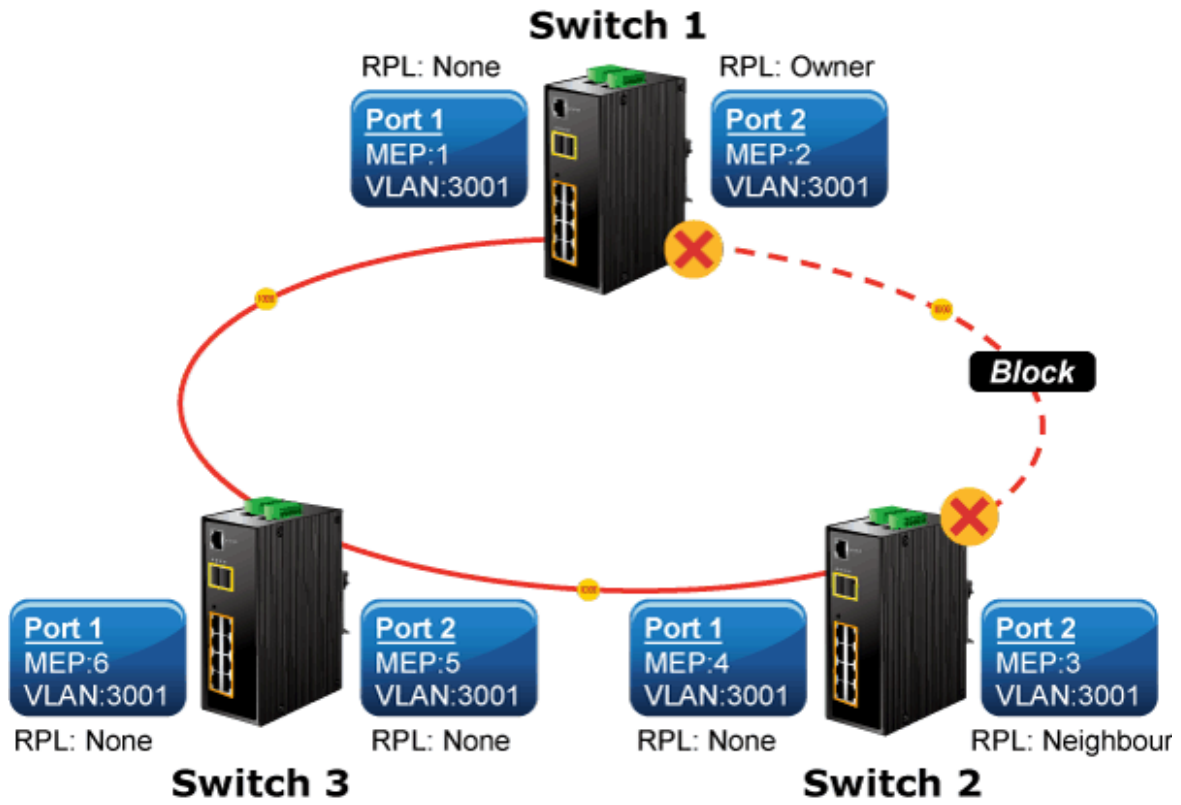 Switch 1
RPL: None
RPL: Owner
Port 1
MEP:1
VLAN:3001
Port 2
MEP:2
VLAN:3001
Block
Port 1
MEP:6
VLAN:3001
RPL: None
Port 2
MEP:5
VLAN:3001
RPL: None
Switch 3
Port 1
MEP:4
VLAN:3001
RPL: None
Port 2
MEP:3
VLAN:3001
RPL: Neighbour
Switch 2